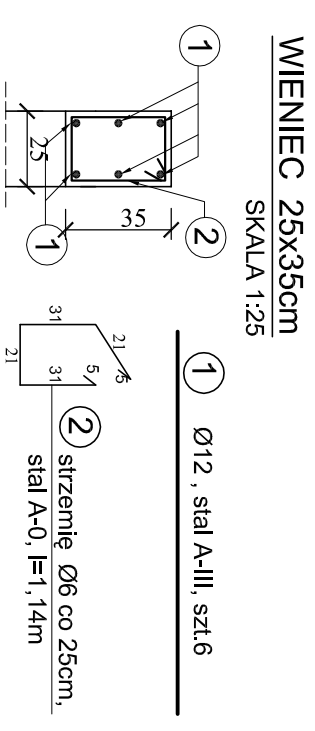 WIENIEC 25x35cm
SKALA 1:25
1
2
1
25
35
1 Ø12 , stal A-III, szt.6
2 strzemię Ø6 co 25cm,
stal A-0, l=1,14m
31
21
5
5
31
21